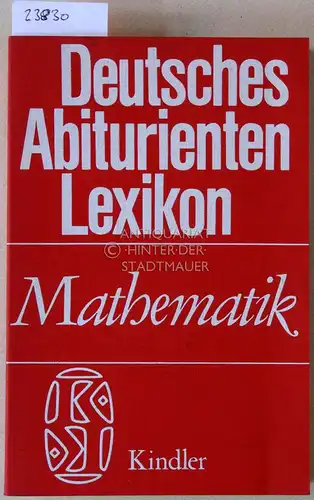 23830
Deutsches
Abiturienten
Lexikon
ANTIQUARIAT
© HINTER · DER ·
STADTMAUER
Mathematik
Kindler